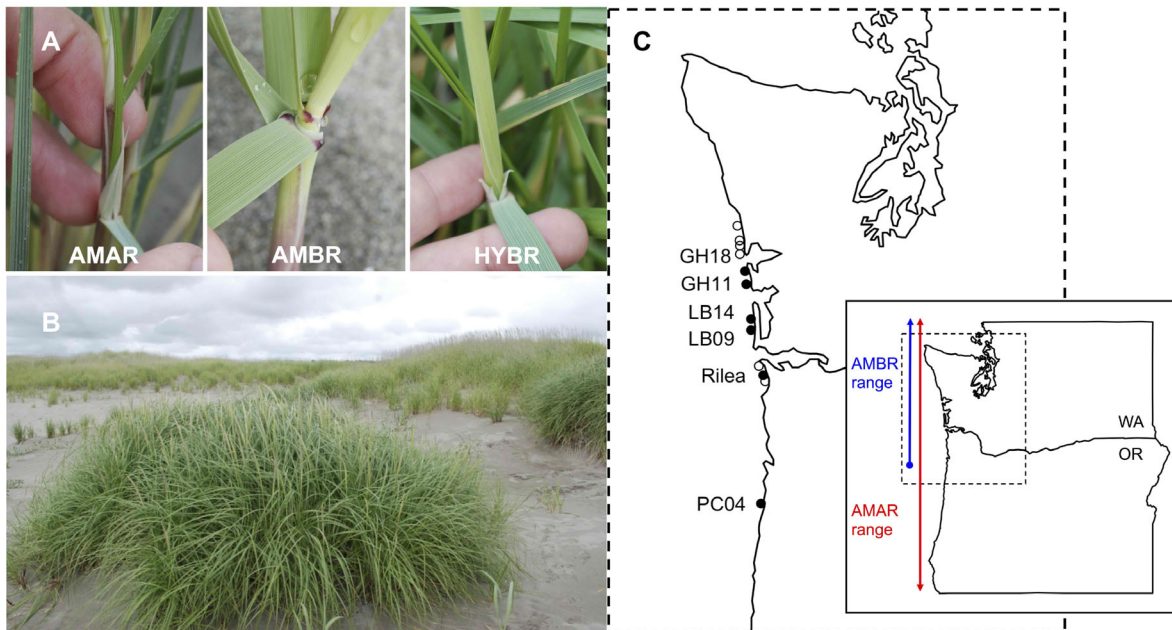 A
AMAR
AMBR
HYBR
B
C
GH18
GH11
LB14
LB09
Rilea
PC04
AMBR
range
AMAR
range
WA
OR